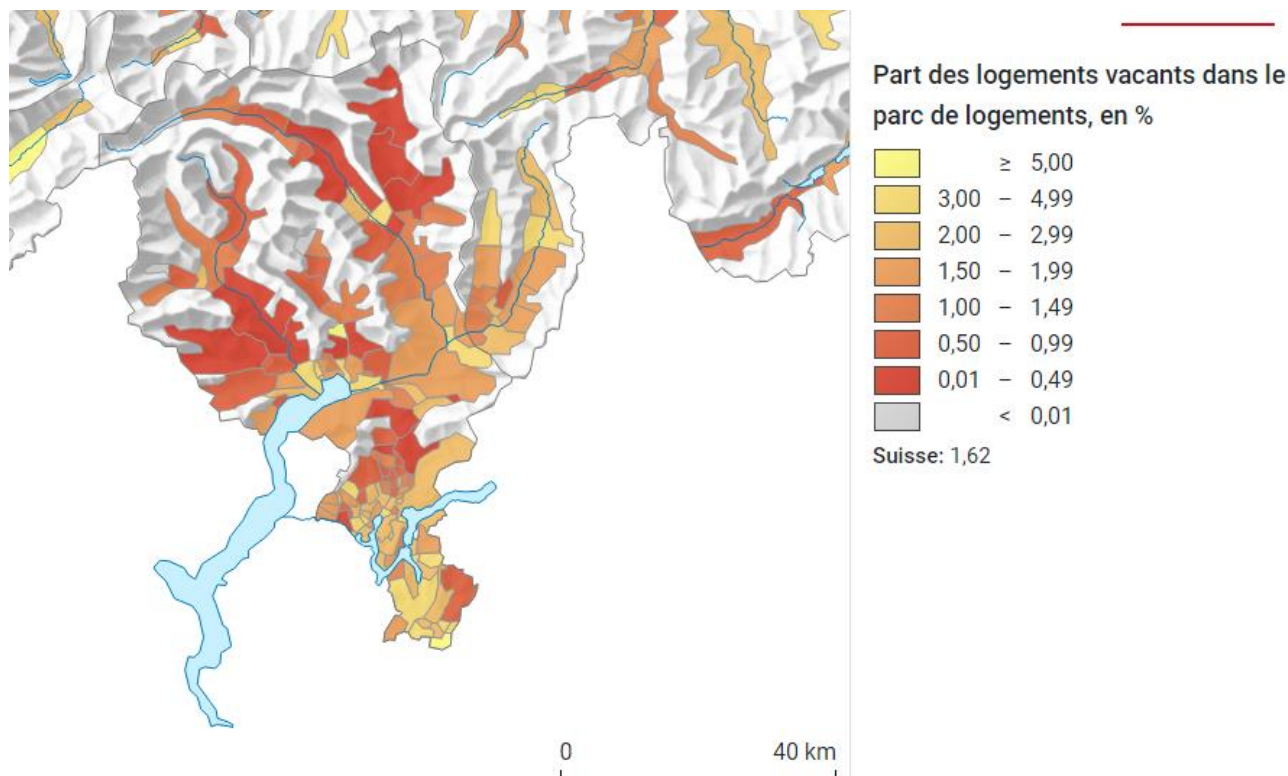 Part des logements vacants dans le
parc de logements, en %
≥ 5,00
3,00 – 4,99
2,00 – 2,99
1,50 – 1,99
1,00 – 1,49
0,50 – 0,99
0,01 – 0,49
< 0,01
Suisse: 1,62
0 40 km